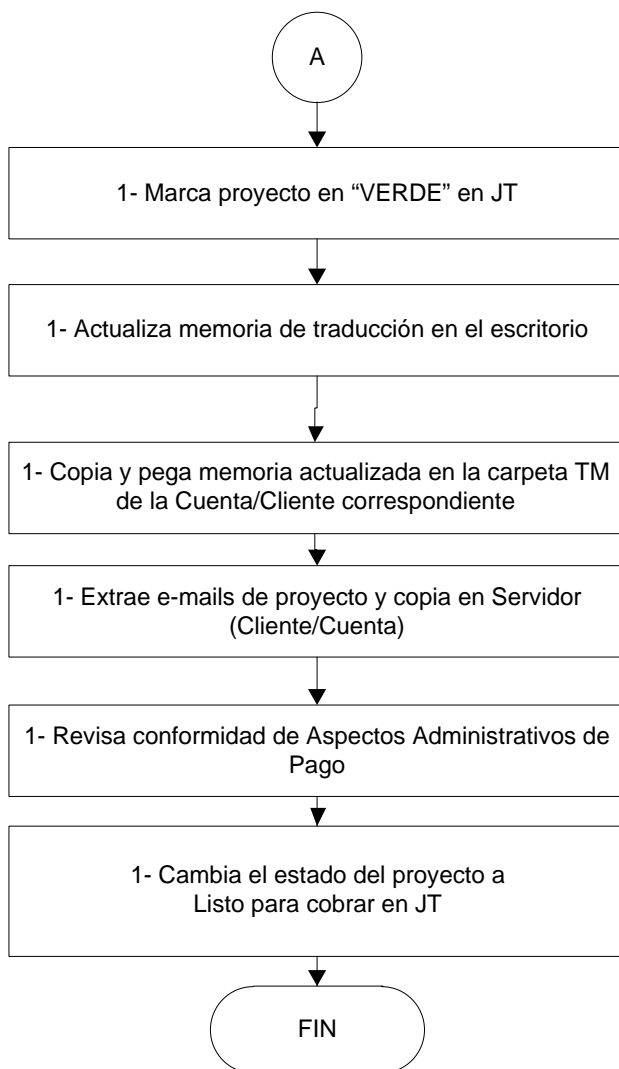 A
1- Marca proyecto en “VERDE” en JT
1- Actualiza memoria de traducción en el escritorio
1- Copia y pega memoria actualizada en la carpeta TM
de la Cuenta/Cliente correspondiente
1- Extrae e-mails de proyecto y copia en Servidor
(Cliente/Cuenta)
1- Revisa conformidad de Aspectos Administrativos de
Pago
1- Cambia el estado del proyecto a
Listo para cobrar en JT
FIN